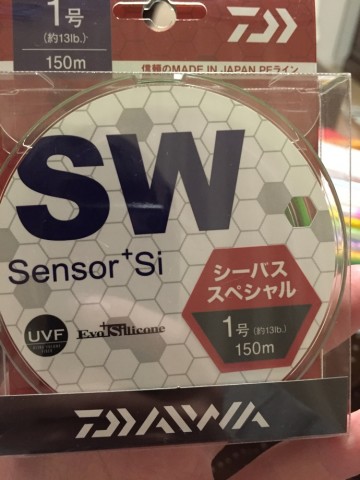 1号
(約13lb.)
150m
信頼のMADE IN JAPAN PEライン
SW
Sensor+Si
シーバス
スペシャル
1号 (約13lb.)
150m
UVF
Evo+Silicone
DAIWA